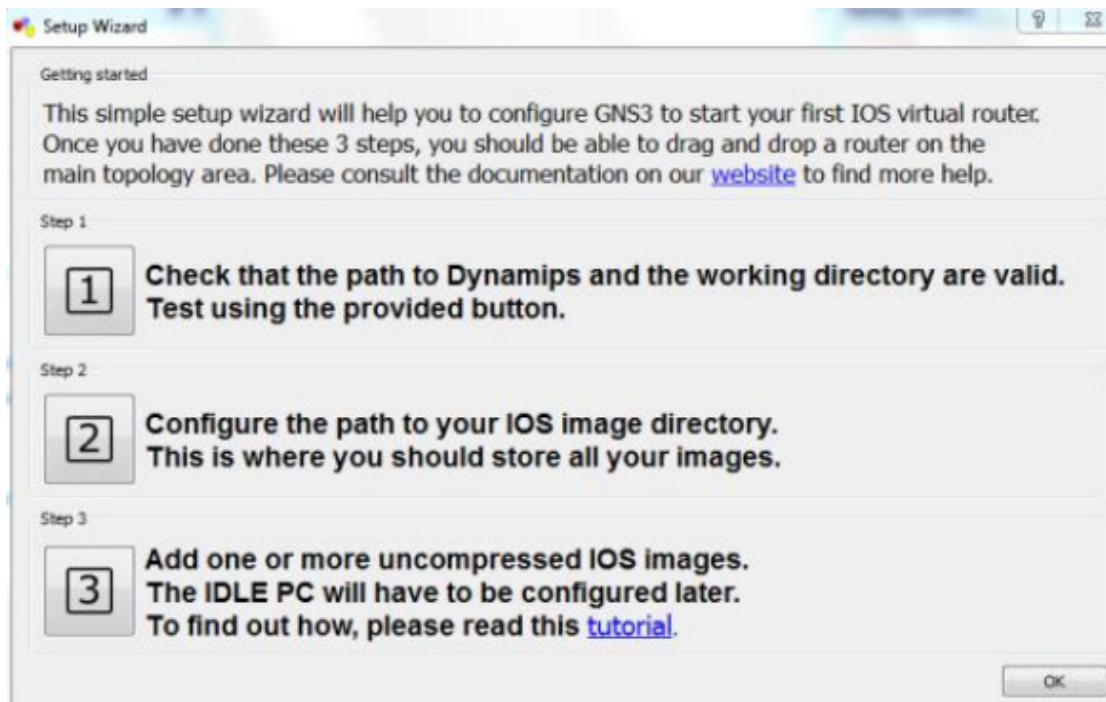 Setup Wizard
Getting started
This simple setup wizard will help you to configure GNS3 to start your first IOS virtual router.
Once you have done these 3 steps, you should be able to drag and drop a router on the
main topology area. Please consult the documentation on our website to find more help.
Step 1
1
Check that the path to Dynamips and the working directory are valid.
Test using the provided button.
Step 2
2
Configure the path to your IOS image directory.
This is where you should store all your images.
Step 3
3
Add one or more uncompressed IOS images.
The IDLE PC will have to be configured later.
To find out how, please read this tutorial.
OK